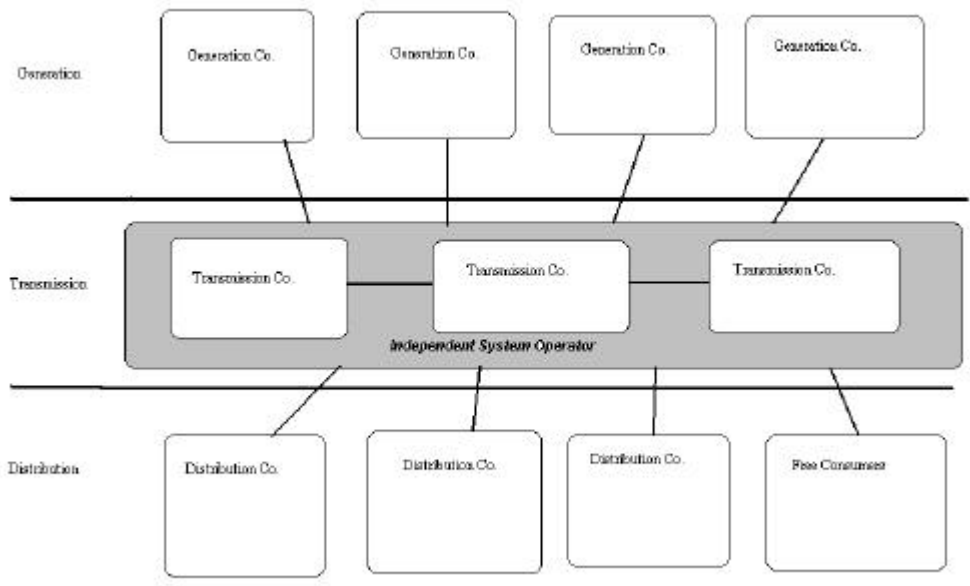 Generation Co.
Generation Co.
Generation Co.
Generation Co.
Generation
Transmission Co.
Transmission Co.
Transmission Co.
Transmission
Independent System Operator
Distribution
Distribution Co.
Distribution Co.
Distribution Co.
Free Consumers